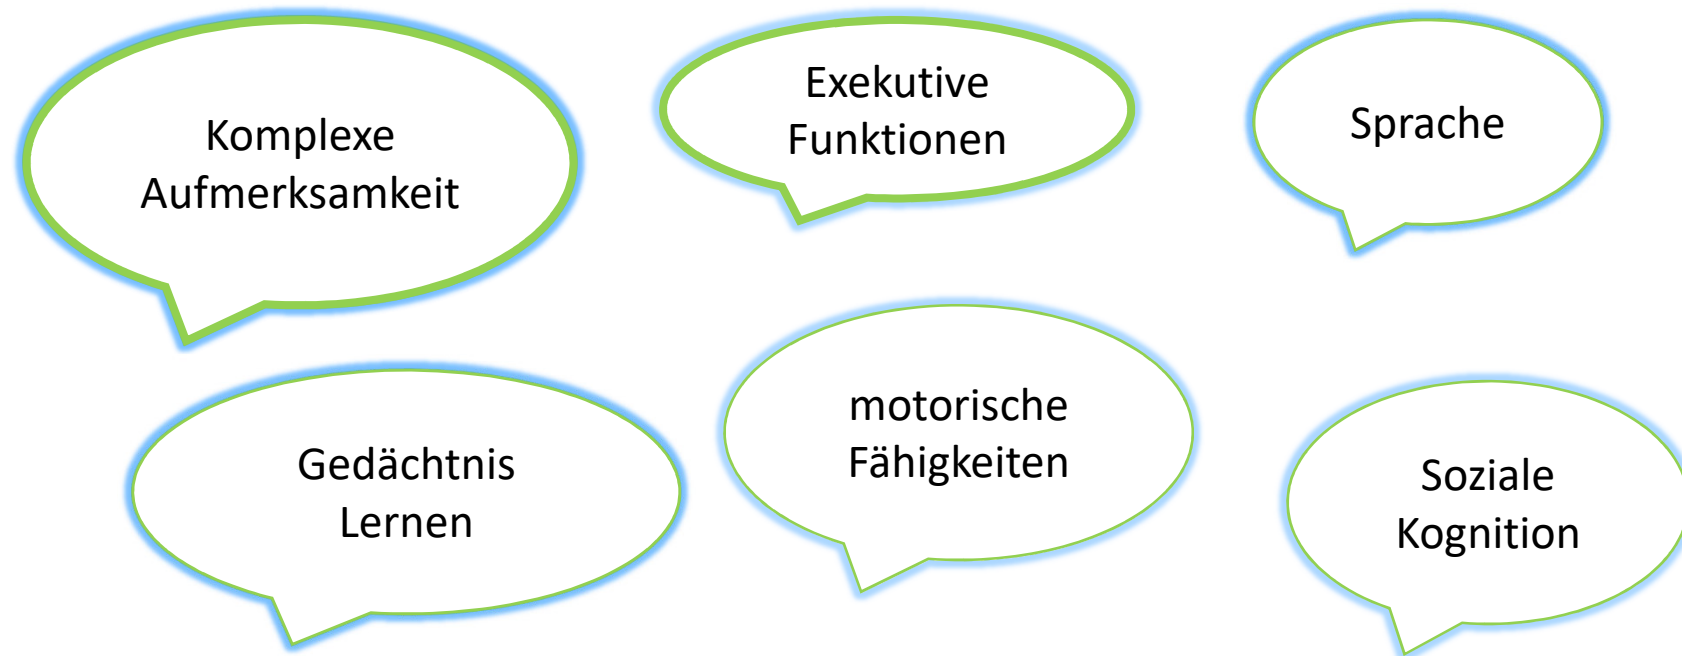 Komplexe
Aufmerksamkeit
Exekutive
Funktionen
Sprache
Gedächtnis
Lernen
motorische
Fähigkeiten
Soziale
Kognition